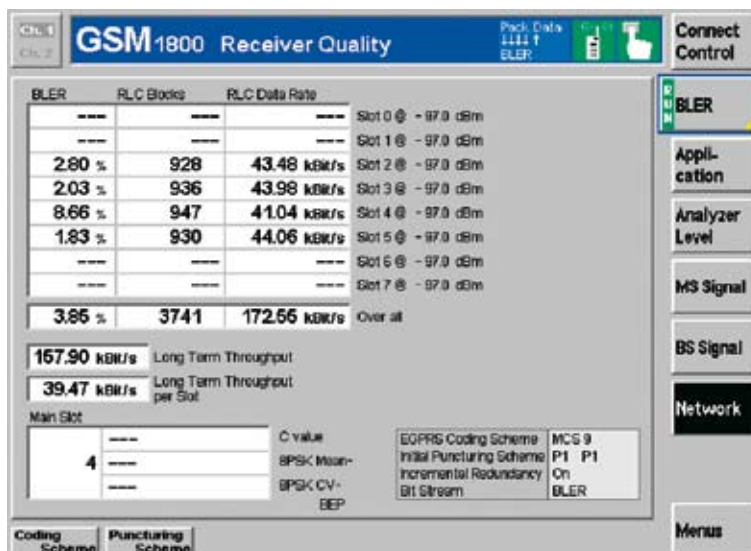 Ch. 1
Ch. 2
GSM 1800 Receiver Quality
Pack. Data
BLER
Connect
Control
BLER RLC Blocks RLC Data Rate
--- --- --- Slot 0 @ - 97.0 dBm
--- --- --- Slot 1 @ - 97.0 dBm
2.80 % 928 43.48 kBit/s Slot 2 @ - 97.0 dBm
2.03 % 936 43.98 kBit/s Slot 3 @ - 97.0 dBm
8.66 % 947 41.04 kBit/s Slot 4 @ - 97.0 dBm
1.83 % 930 44.06 kBit/s Slot 5 @ - 97.0 dBm
--- --- --- Slot 6 @ - 97.0 dBm
--- --- --- Slot 7 @ - 97.0 dBm
3.85 % 3741 172.56 kBit/s Over all
157.90 kBit/s Long Term Throughput
39.47 kBit/s Long Term Throughput
per Slot
Main Slot
4
--- C value
--- 8PSK Mean-
--- 8PSK CV-
BEP
EGPRS Coding Scheme MCS 9
Initial Puncturing Scheme P1 P1
Incremental Redundancy On
Bit Stream BLER
RUN
BLER
Appli-
cation
Analyzer
Level
MS Signal
BS Signal
Network
Menus
Coding
Scheme
Puncturing
Scheme